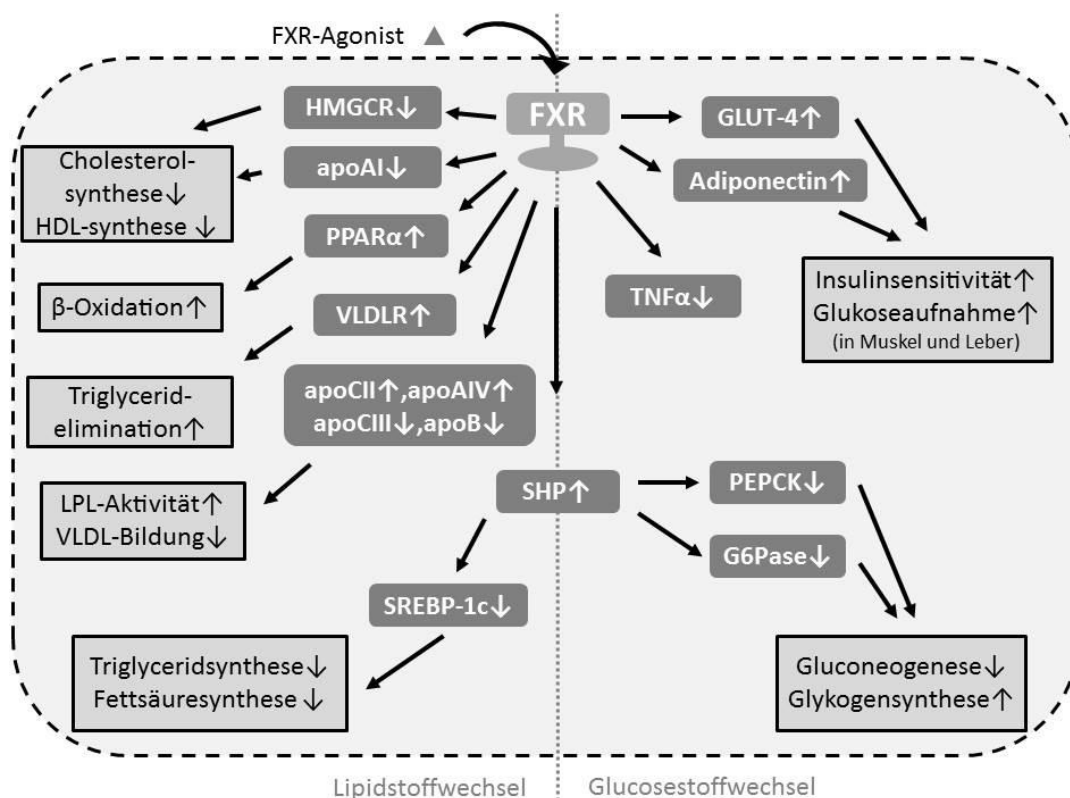 FXR-Agonist
HMGCR↓
FXR
GLUT-4↑
Cholesterol-
synthese↓
HDL-synthese ↓
apoAI↓
Adiponectin↑
PPARα↑
β-Oxidation↑
VLDLR↑
TNFα↓
Insulinsensitivität↑
Glukoseaufnahme↑
(in Muskel und Leber)
Triglycerid-
elimination↑
apoCII↑,apoAIV↑
apoCIII↓,apoB↓
LPL-Aktivität↑
VLDL-Bildung↓
SHP↑
PEPCK↓
G6Pase↓
SREBP-1c↓
Triglyceridsynthese↓
Fettsäuresynthese↓
Gluconeogenese↓
Glykogensynthese↑
Lipidstoffwechsel
Glucosestoffwechsel